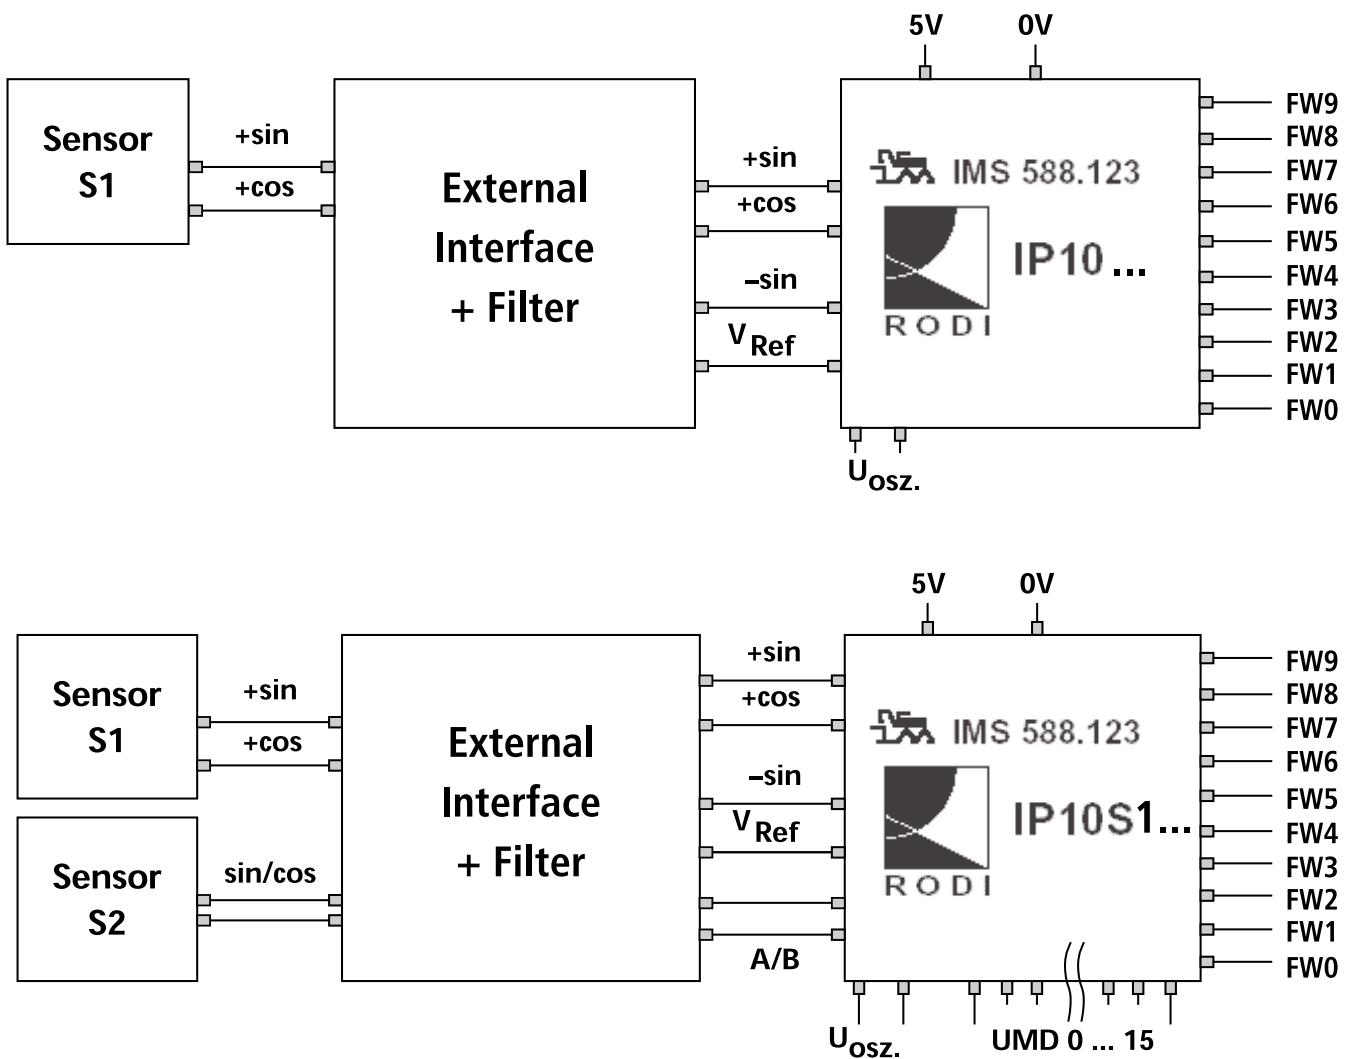 5V 0V
Sensor
S1
+sin
+cos
External
Interface
+ Filter
+sin
+cos
–sin
V Ref
IMS 588.123
IP10 ...
RODI
FW9
FW8
FW7
FW6
FW5
FW4
FW3
FW2
FW1
FW0
Uosz.
5V 0V
Sensor
S1
+sin
+cos
Sensor
S2
sin/cos
External
Interface
+ Filter
+sin
+cos
–sin
V Ref
A/B
IMS 588.123
IP10S1...
RODI
FW9
FW8
FW7
FW6
FW5
FW4
FW3
FW2
FW1
FW0
Uosz.
UMD 0 ... 15